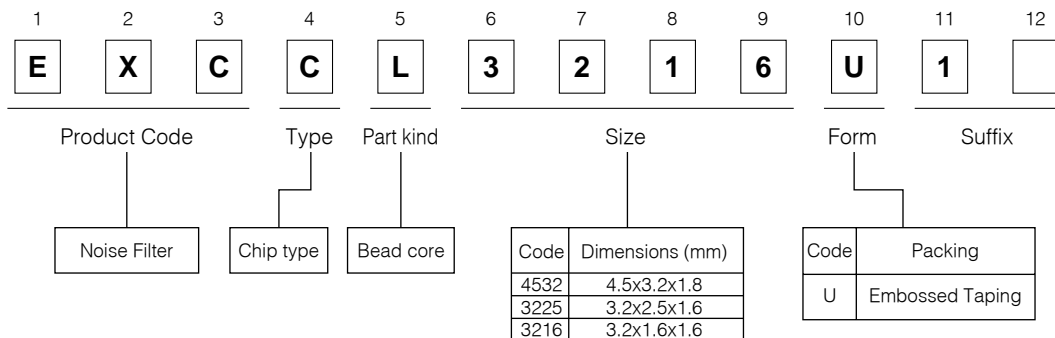 1 2 3 4 5 6 7 8 9 10 11 12
E X C C L 3 2 1 6 U 1
Product Code Type Part kind Size Form Suffix
Noise Filter Chip type Bead core
Code Dimensions (mm)
4532 4.5x3.2x1.8
3225 3.2x2.5x1.6
3216 3.2x1.6x1.6
Code Packing
U Embossed Taping